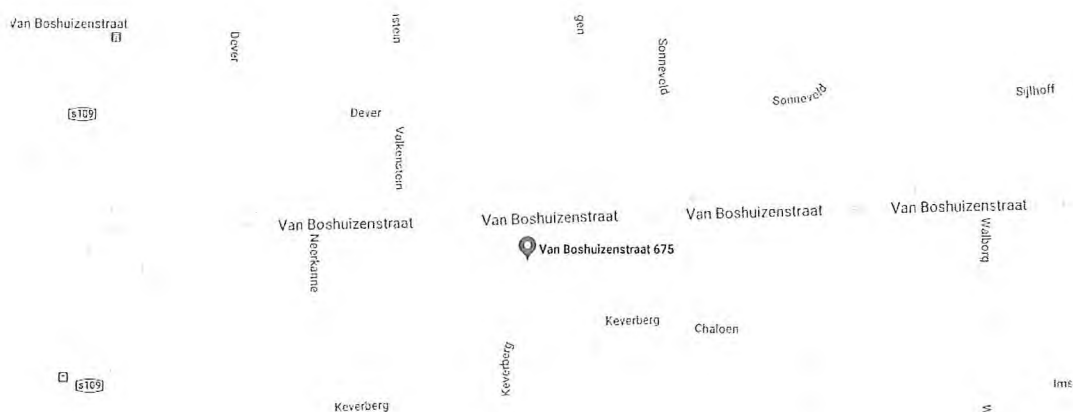 Van Boshuizenstraat
Dever
Sonneveld
Sonneveld
Sijlhoff
s109
Dever
Valkenstein
Van Boshuizenstraat
Van Boshuizenstraat
Van Boshuizenstraat
Van Boshuizenstraat
Neerkanne
Van Boshuizenstraat 675
Walborg
Keverberg
Chaloen
Keverberg
s109
Keverberg